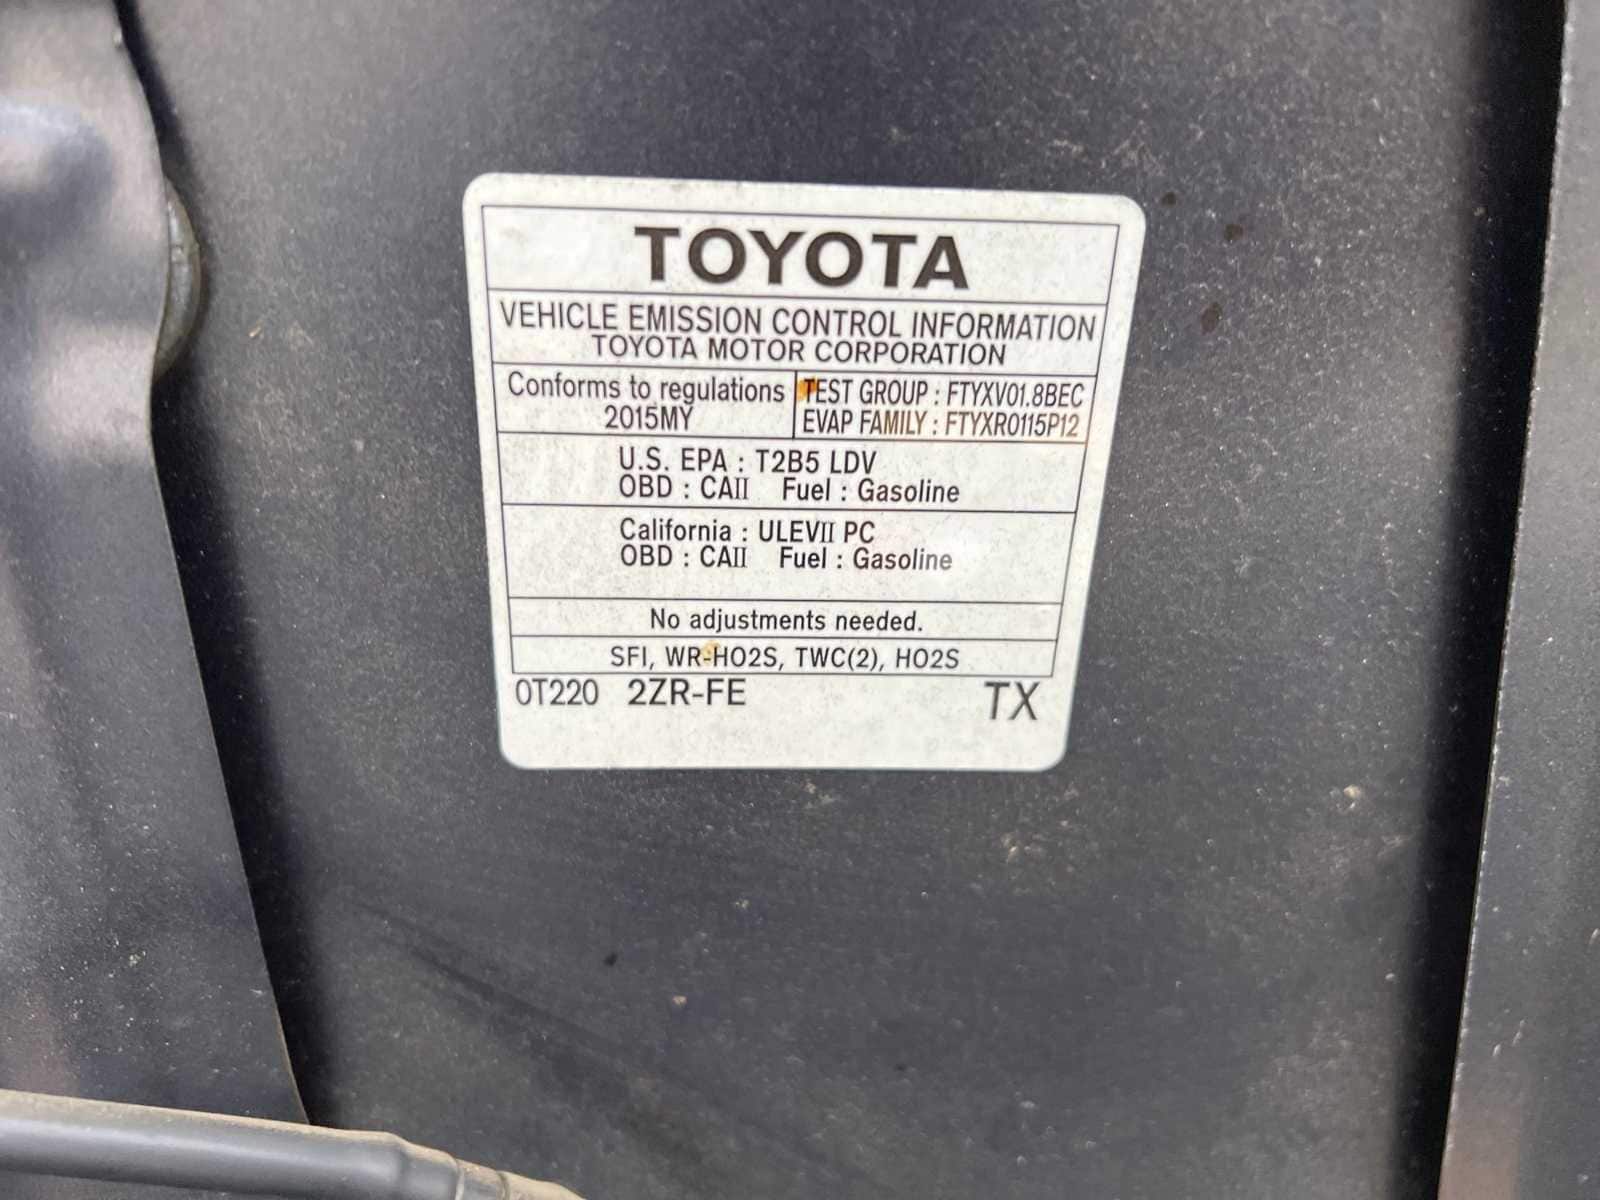 TOYOTA
VEHICLE EMISSION CONTROL INFORMATION
TOYOTA MOTOR CORPORATION
Conforms to regulations
2015MY
TEST GROUP : FTYXV01.8BEC
EVAP FAMILY : FTYXR0115P12
U.S. EPA : T2B5 LDV
OBD : CAII Fuel : Gasoline
California : ULEVII PC
OBD : CAII Fuel : Gasoline
No adjustments needed.
SFI, WR-HO2S, TWC(2), HO2S
0T220 2ZR-FE TX